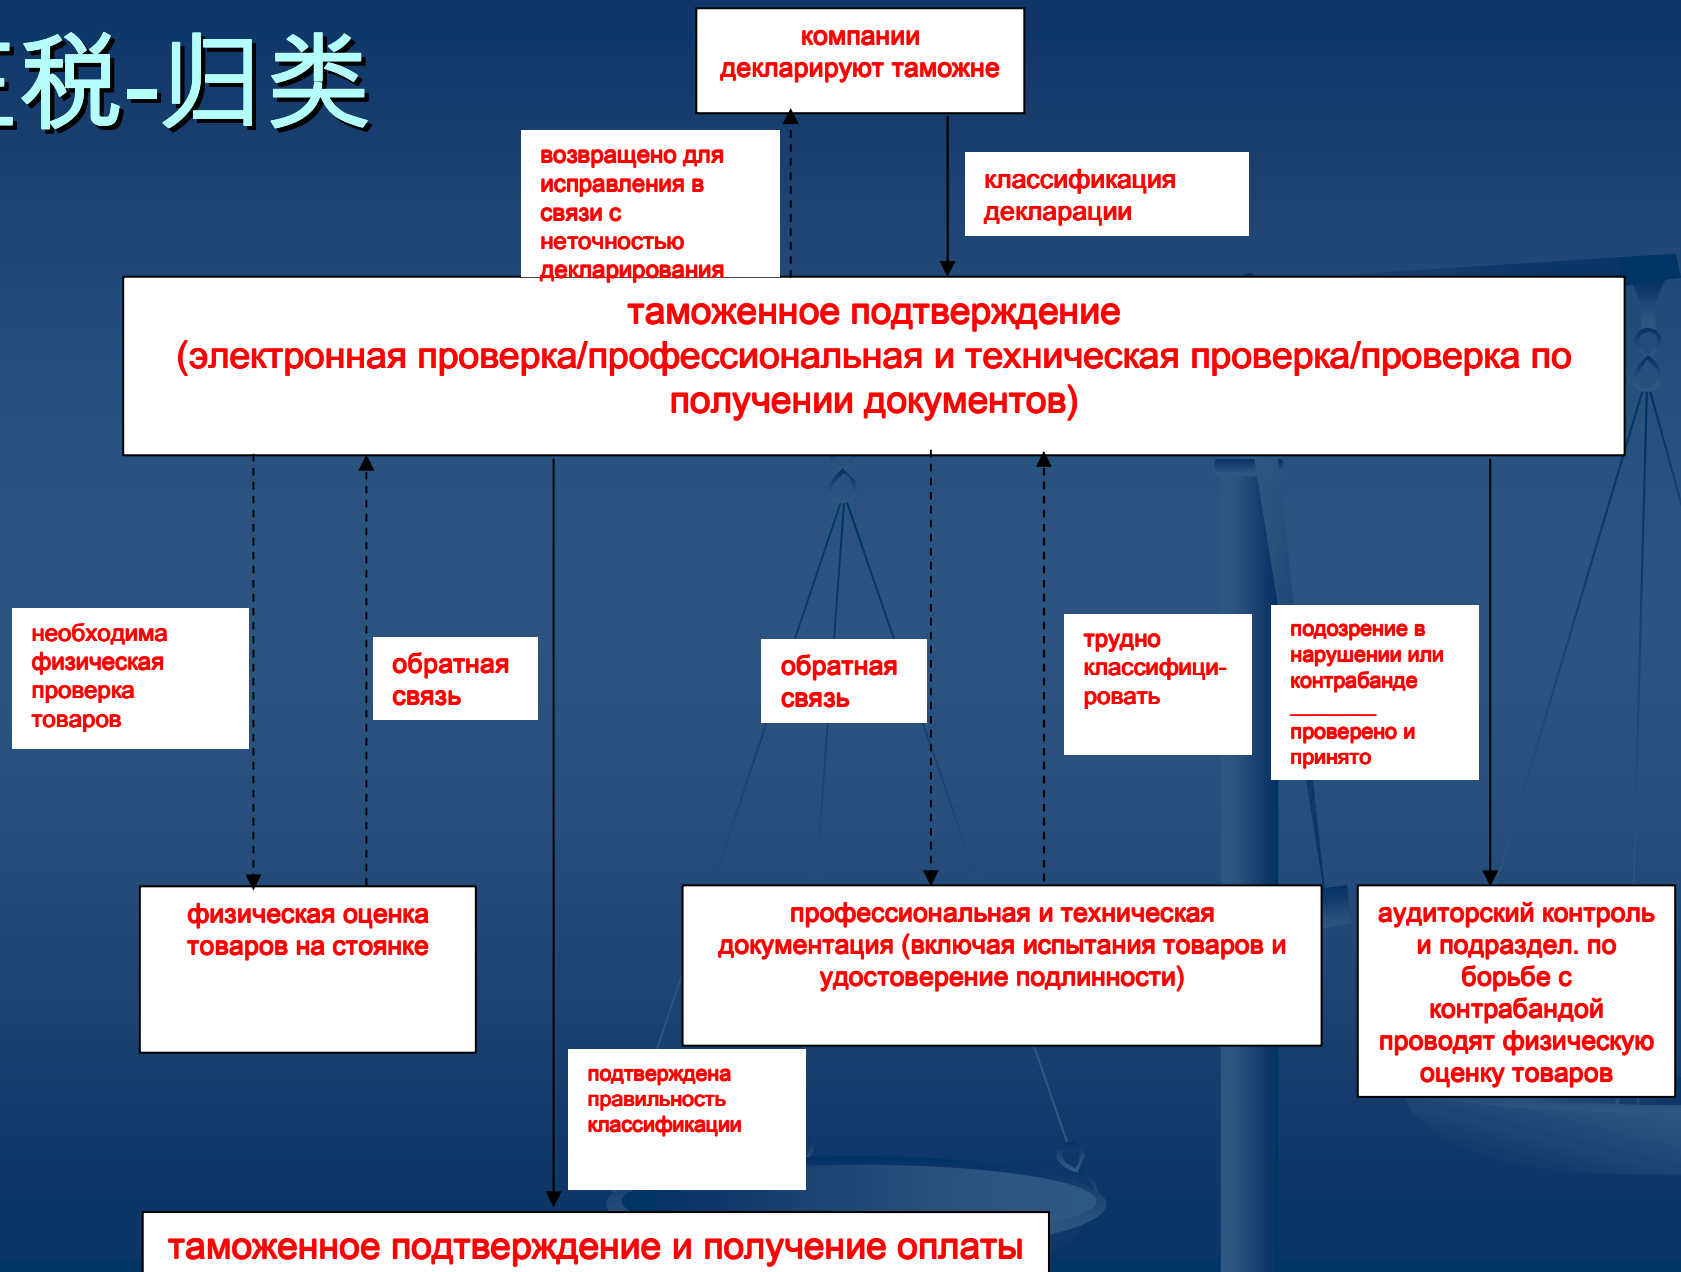 税-归类
компании
декларируют таможне
возвращено для
исправления в
связи с
неточностью
декларирования
классификация
декларации
таможенное подтверждение
(электронная проверка/профессиональная и техническая проверка/проверка по
получении документов)
необходима
физическая
проверка
товаров
обратная
связь
обратная
связь
трудно
классифици-
ровать
подозрение в
нарушении или
контрабанде
________
проверено и
принято
физическая оценка
товаров на стоянке
профессиональная и техническая
документация (включая испытания товаров и
удостоверение подлинности)
аудиторский контроль
и подраздел. по
борьбе с
контрабандой
проводят физическую
оценку товаров
подтверждена
правильность
классификации
таможенное подтверждение и получение оплаты